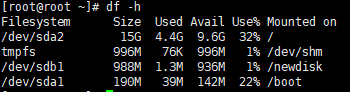 [root@root ~]# df -h
Filesystem      Size  Used Avail Use% Mounted on
/dev/sda2        15G  4.4G  9.6G  32% /
tmpfs           996M   76K  996M   1% /dev/shm
/dev/sdb1       988M  1.3M  936M   1% /newdisk
/dev/sda1       190M   39M  142M  22% /boot